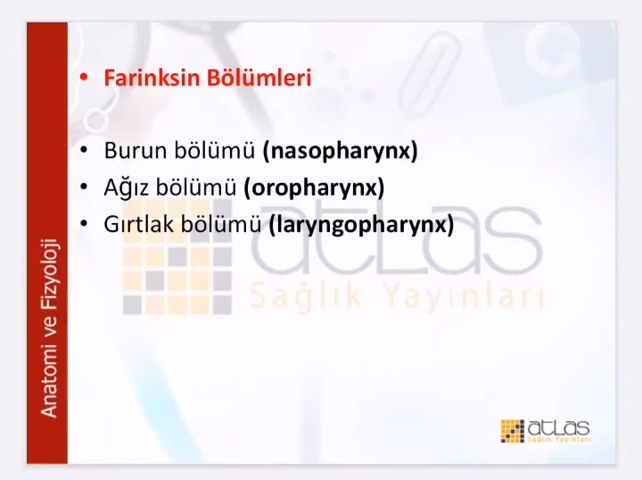 • Farinksin Bölümleri
• Burun bölümü (nasopharynx)
• Ağız bölümü (oropharynx)
• Gırtlak bölümü (laryngopharynx)
atLas
Sağlık Yayınları
Anatomi ve Fizyoloji
atLas
Sağlık Yayınları